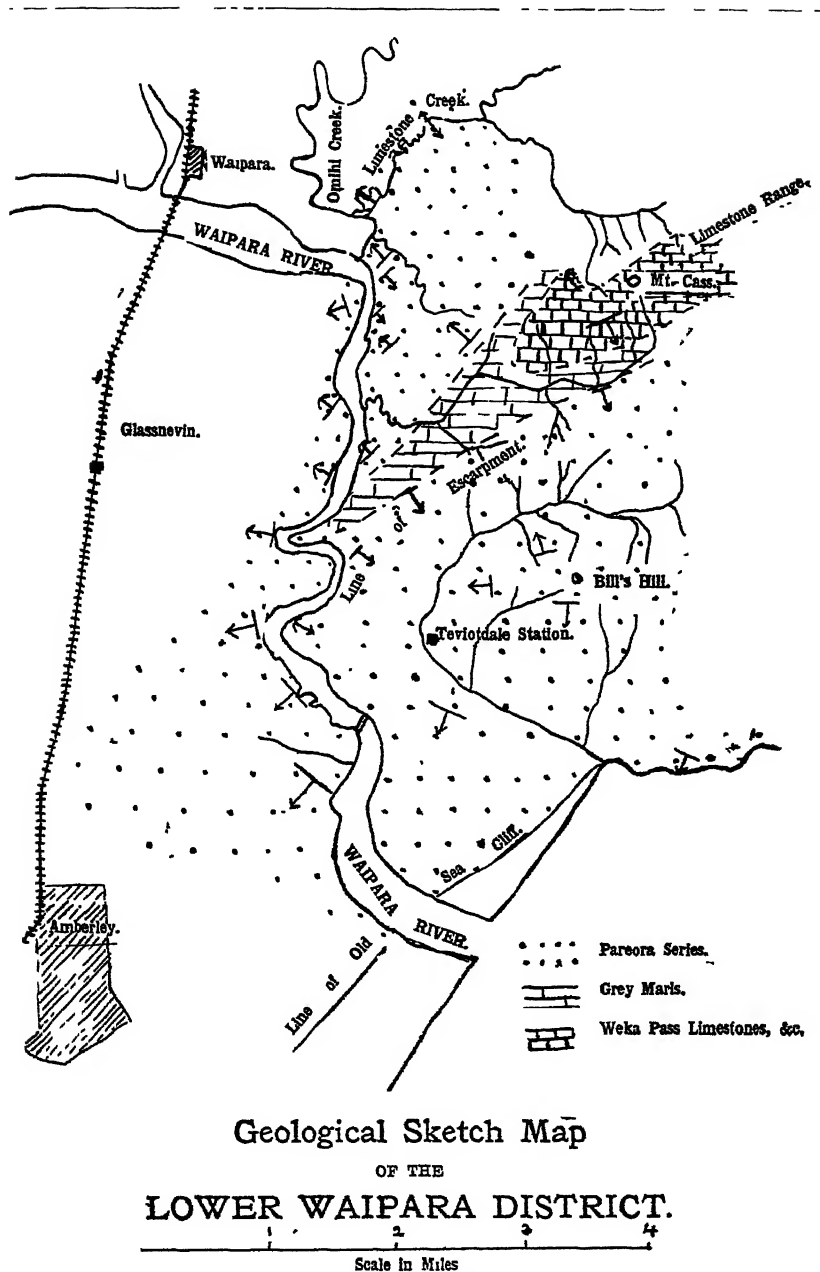 Creek.
Limestone
Omihi Creek.
Waipara.
Limestone Range.
WAIPARA RIVER
Mt. Cass.
Glassnevin.
Line of Escarpment.
Bill's Hill.
Teviotdale Station.
Sea Cliff.
WAIPARA RIVER.
Amberley.
Line of Old
Pareora Series.
Grey Marls.
Weka Pass Limestones, &c.
Geological Sketch Map
OF THE
LOWER WAIPARA DISTRICT.
1 2 3 4
Scale in Miles